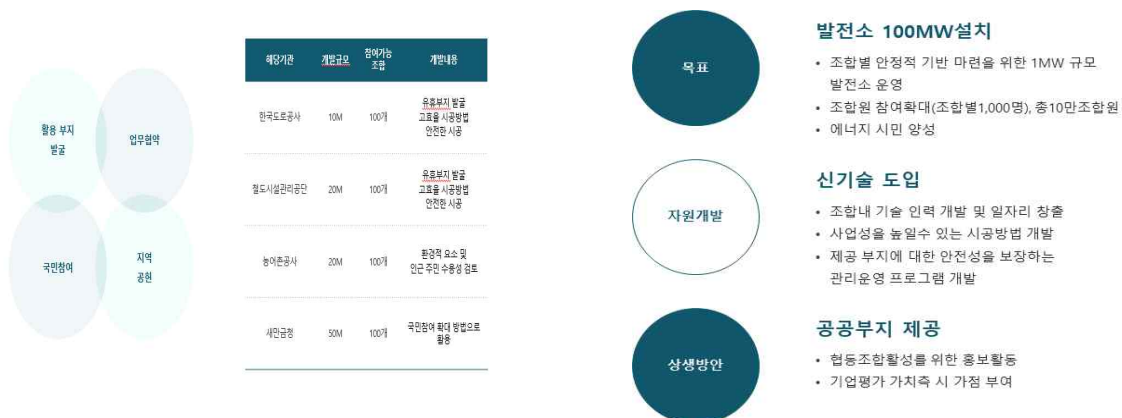 활용 부지
발굴
업무협약
국민참여
지역
공헌
해당기관
개발규모
참여가능
조합
개발내용
한국도로공사
10M
100개
유휴부지 발굴
고효율 시공방법
안전한 시공
철도시설관리공단
20M
100개
유휴부지 발굴
고효율 시공방법
안전한 시공
농어촌공사
20M
100개
환경적 요소 및
인근 주민 수용성 검토
새만금청
50M
100개
국민참여 확대 방법으로
활용
목표
발전소 100MW설치
• 조합별 안정적 기반 마련을 위한 1MW 규모
발전소 운영
• 조합원 참여확대(조합별1,000명), 총10만조합원
• 에너지 시민 양성
자원개발
신기술 도입
• 조합내 기술 인력 개발 및 일자리 창출
• 사업성을 높일수 있는 시공방법 개발
• 제공 부지에 대한 안전성을 보장하는
관리운영 프로그램 개발
상생방안
공공부지 제공
• 협동조합활성를 위한 홍보활동
• 기업평가 가치측 시 가점 부여